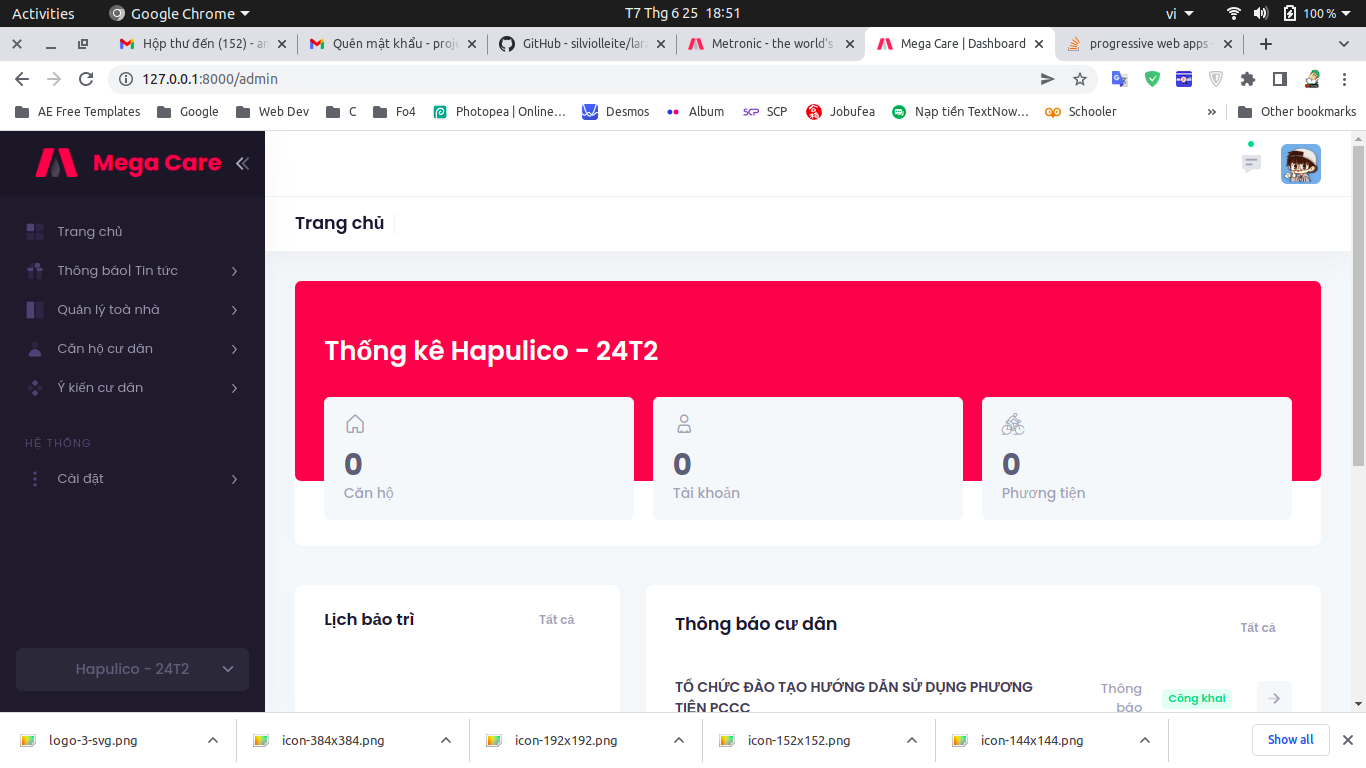 Activities Google Chrome T7 Thg 6 25 18:51 vi 100 %
Hộp thư đến (152) - an Quên mật khẩu - proje GitHub - silviolleite/lara Metronic - the world's Mega Care | Dashboard progressive web apps -
127.0.0.1:8000/admin
AE Free Templates Google Web Dev C Fo4 Photopea | Online… Desmos Album SCP SCP Jobufea Nạp tiền TextNow… Schooler » Other bookmarks
Mega Care
Trang chủ
Trang chủ
Thông báo| Tin tức
Quản lý toà nhà
Căn hộ cư dân
Ý kiến cư dân
HỆ THỐNG
Cài đặt
Hapulico - 24T2
Thống kê Hapulico - 24T2
0 0 0
Căn hộ Tài khoản Phương tiện
Lịch bảo trì Tất cả
Thông báo cư dân Tất cả
TỔ CHỨC ĐÀO TẠO HƯỚNG DẪN SỬ DỤNG PHƯƠNG
TIỆN PCCC
Thông
báo
Công khai
logo-3-svg.png icon-384x384.png icon-192x192.png icon-152x152.png icon-144x144.png Show all